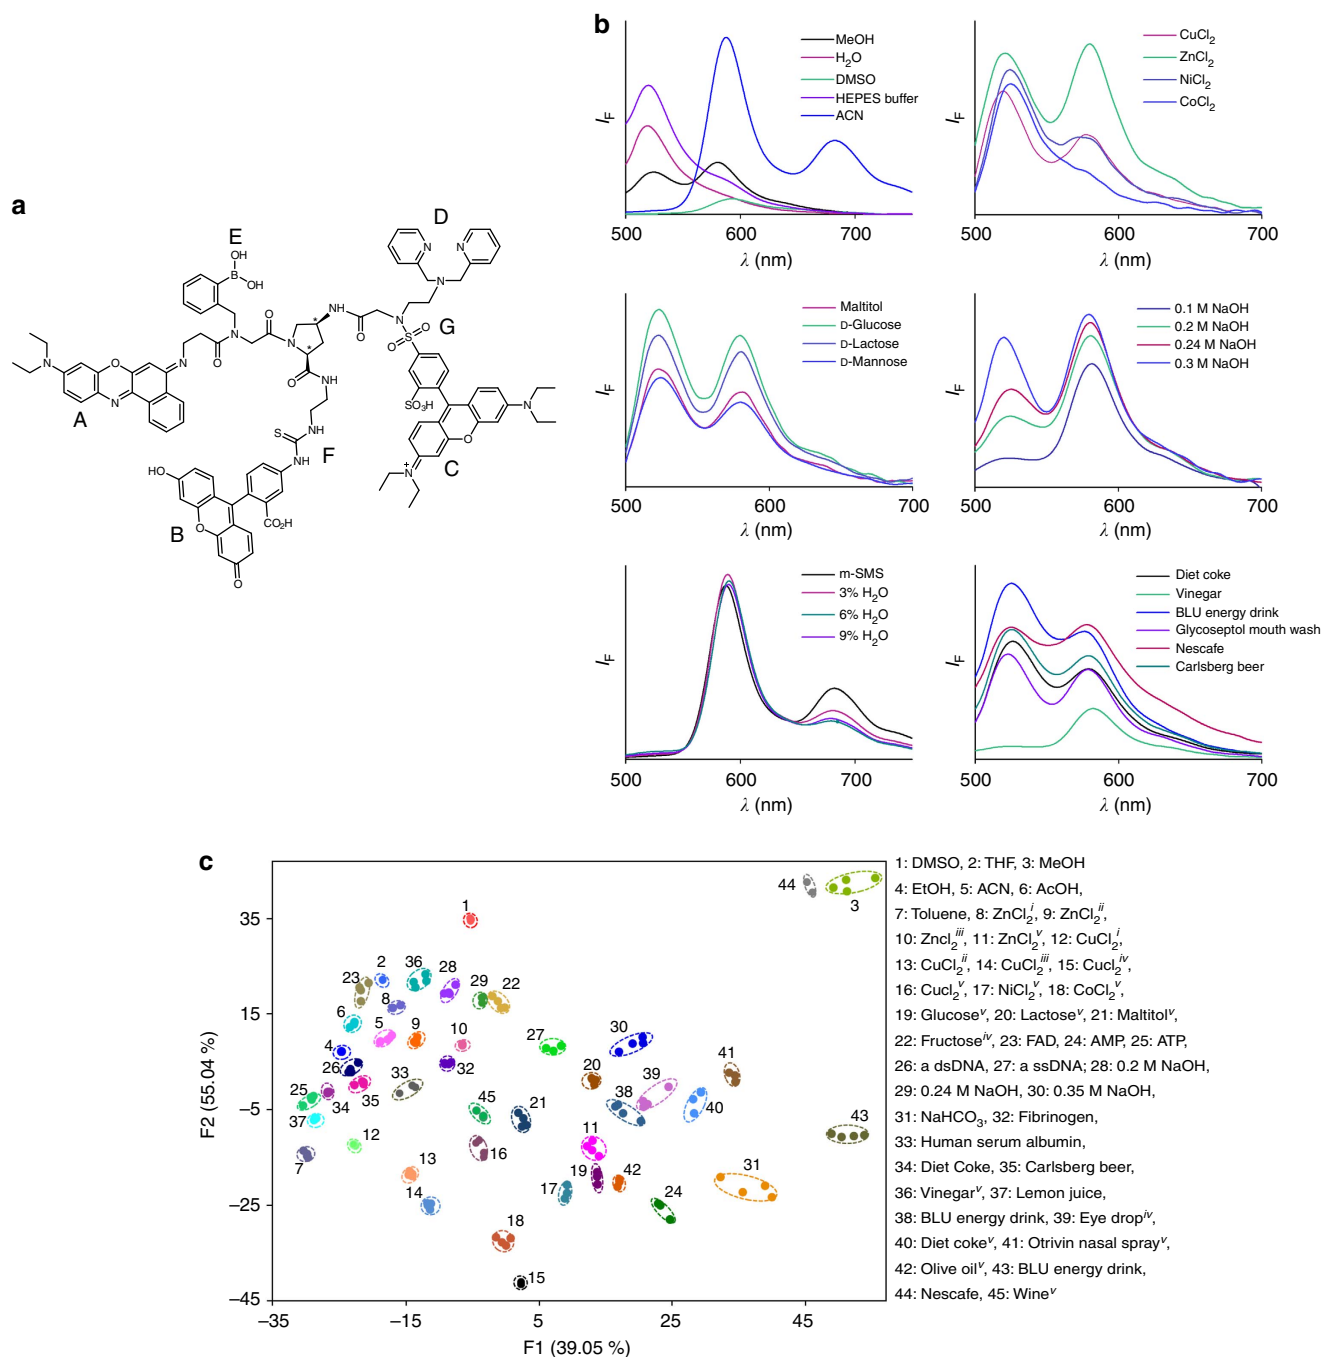 a
E
OH
B
OH
D
N
N
N
NH
O
N
G
O
S
O
O
N
O
N
*
*
O
NH
N
O
N
O
N
A
SO₃H
N
O
C
N
+
NH
S
NH
F
HO
O
B
CO₂H
O
b
MeOH
H₂O
DMSO
HEPES buffer
ACN
I_F
500 600 700
λ (nm)
CuCl₂
ZnCl₂
NiCl₂
CoCl₂
I_F
500 600 700
λ (nm)
Maltitol
D-Glucose
D-Lactose
D-Mannose
I_F
500 600 700
λ (nm)
0.1 M NaOH
0.2 M NaOH
0.24 M NaOH
0.3 M NaOH
I_F
500 600 700
λ (nm)
m-SMS
3% H₂O
6% H₂O
9% H₂O
I_F
500 600 700
λ (nm)
Diet coke
Vinegar
BLU energy drink
Glycoseptol mouth wash
Nescafe
Carlsberg beer
I_F
500 600 700
λ (nm)
c
F2 (55.04 %)
35
15
−5
−25
−45
−35 −15 5 25 45
F1 (39.05 %)
44
3
1
23
2
36
28
29
22
8
6
5
9
10
27
30
4
26
32
41
33
20
39
25
34
35
38
40
37
45
21
43
12
16
11
7
13
19
42
31
14
17
24
18
15
1: DMSO, 2: THF, 3: MeOH
4: EtOH, 5: ACN, 6: AcOH,
7: Toluene, 8: ZnCl₂ⁱ, 9: ZnCl₂ⁱⁱ,
10: Zncl₂ⁱⁱⁱ, 11: ZnCl₂ᵛ, 12: CuCl₂ⁱ,
13: CuCl₂ⁱⁱ, 14: CuCl₂ⁱⁱⁱ, 15: Cucl₂ⁱᵛ,
16: Cucl₂ᵛ, 17: NiCl₂ᵛ, 18: CoCl₂ᵛ,
19: Glucoseᵛ, 20: Lactoseᵛ, 21: Maltitolᵛ,
22: Fructoseⁱᵛ, 23: FAD, 24: AMP, 25: ATP,
26: a dsDNA, 27: a ssDNA; 28: 0.2 M NaOH,
29: 0.24 M NaOH, 30: 0.35 M NaOH,
31: NaHCO₃, 32: Fibrinogen,
33: Human serum albumin,
34: Diet Coke, 35: Carlsberg beer,
36: Vinegarᵛ, 37: Lemon juice,
38: BLU energy drink, 39: Eye dropⁱᵛ,
40: Diet cokeᵛ, 41: Otrivin nasal sprayᵛ,
42: Olive oilᵛ, 43: BLU energy drink,
44: Nescafe, 45: Wineᵛ